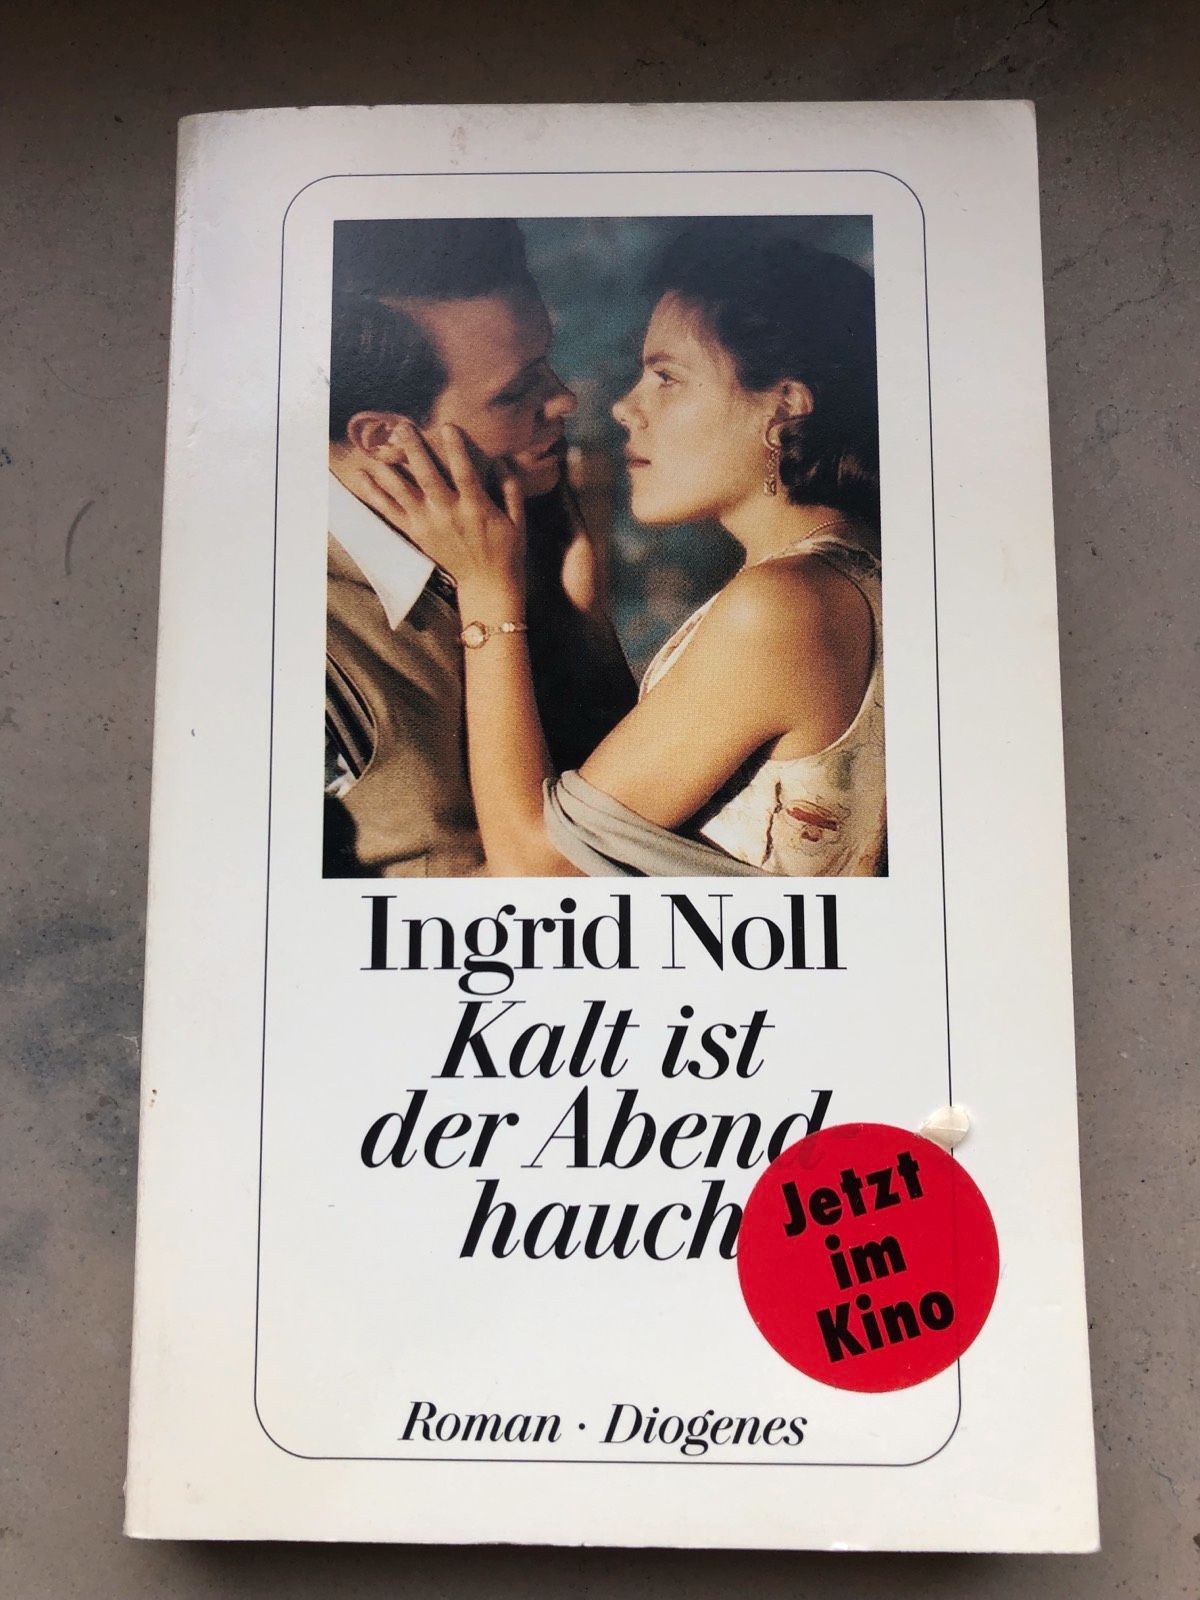 Ingrid Noll
Kalt ist
der Abend-
hauch
Jetzt
im
Kino
Roman · Diogenes